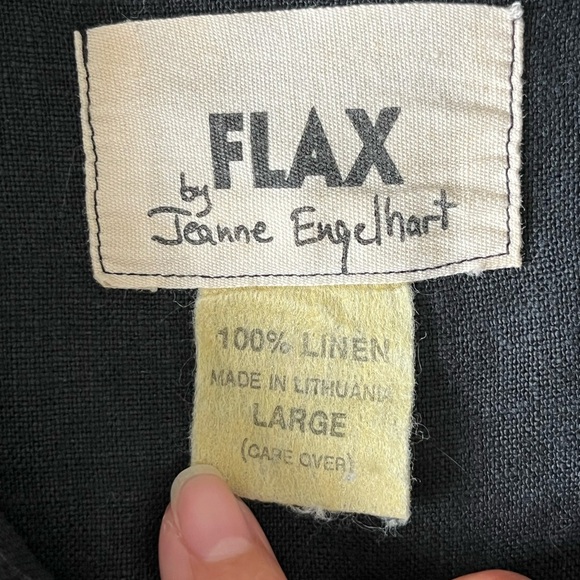 FLAX
by
Jeanne Engelhart
100% LINEN
MADE IN LITHUANIA
LARGE
(CARE OVER)